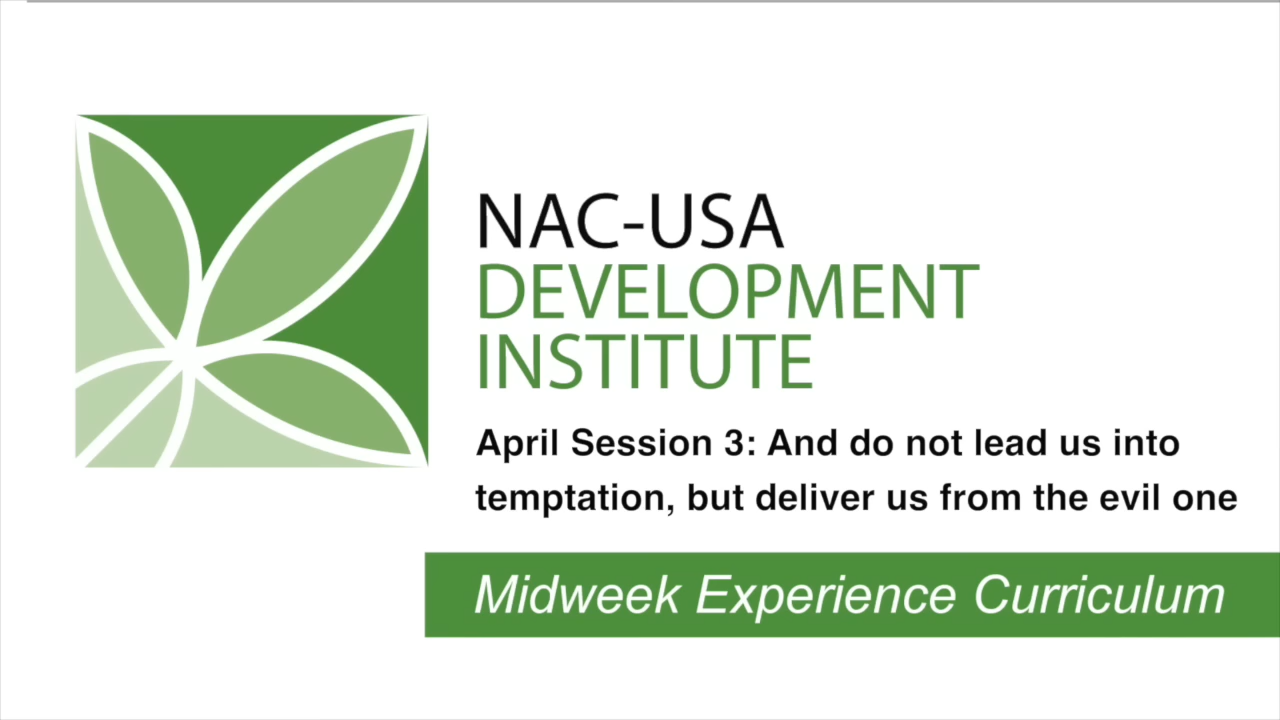 NAC-USA
DEVELOPMENT
INSTITUTE
April Session 3: And do not lead us into
temptation, but deliver us from the evil one
Midweek Experience Curriculum